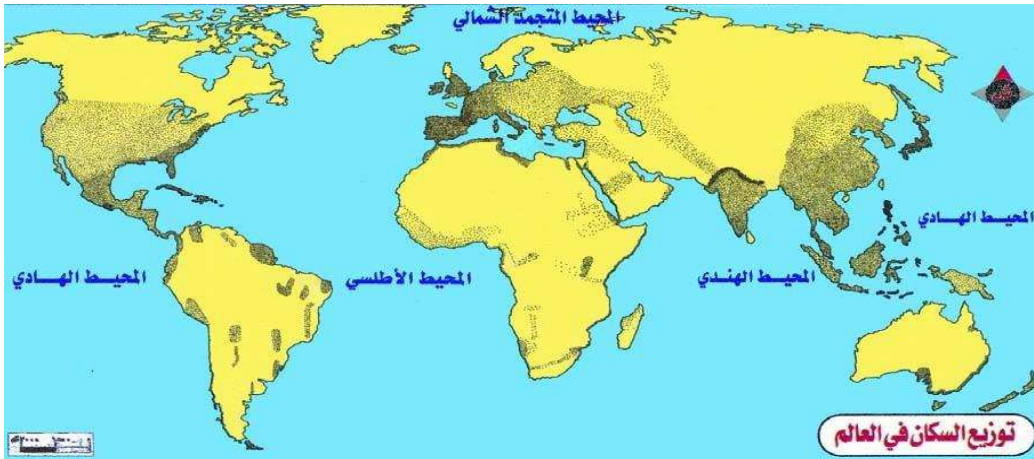 المحيط المتجمد الشمالي
المحيط الهادي
المحيط الهادي
المحيط الأطلسي
المحيط الهندي
توزيع السكان في العالم